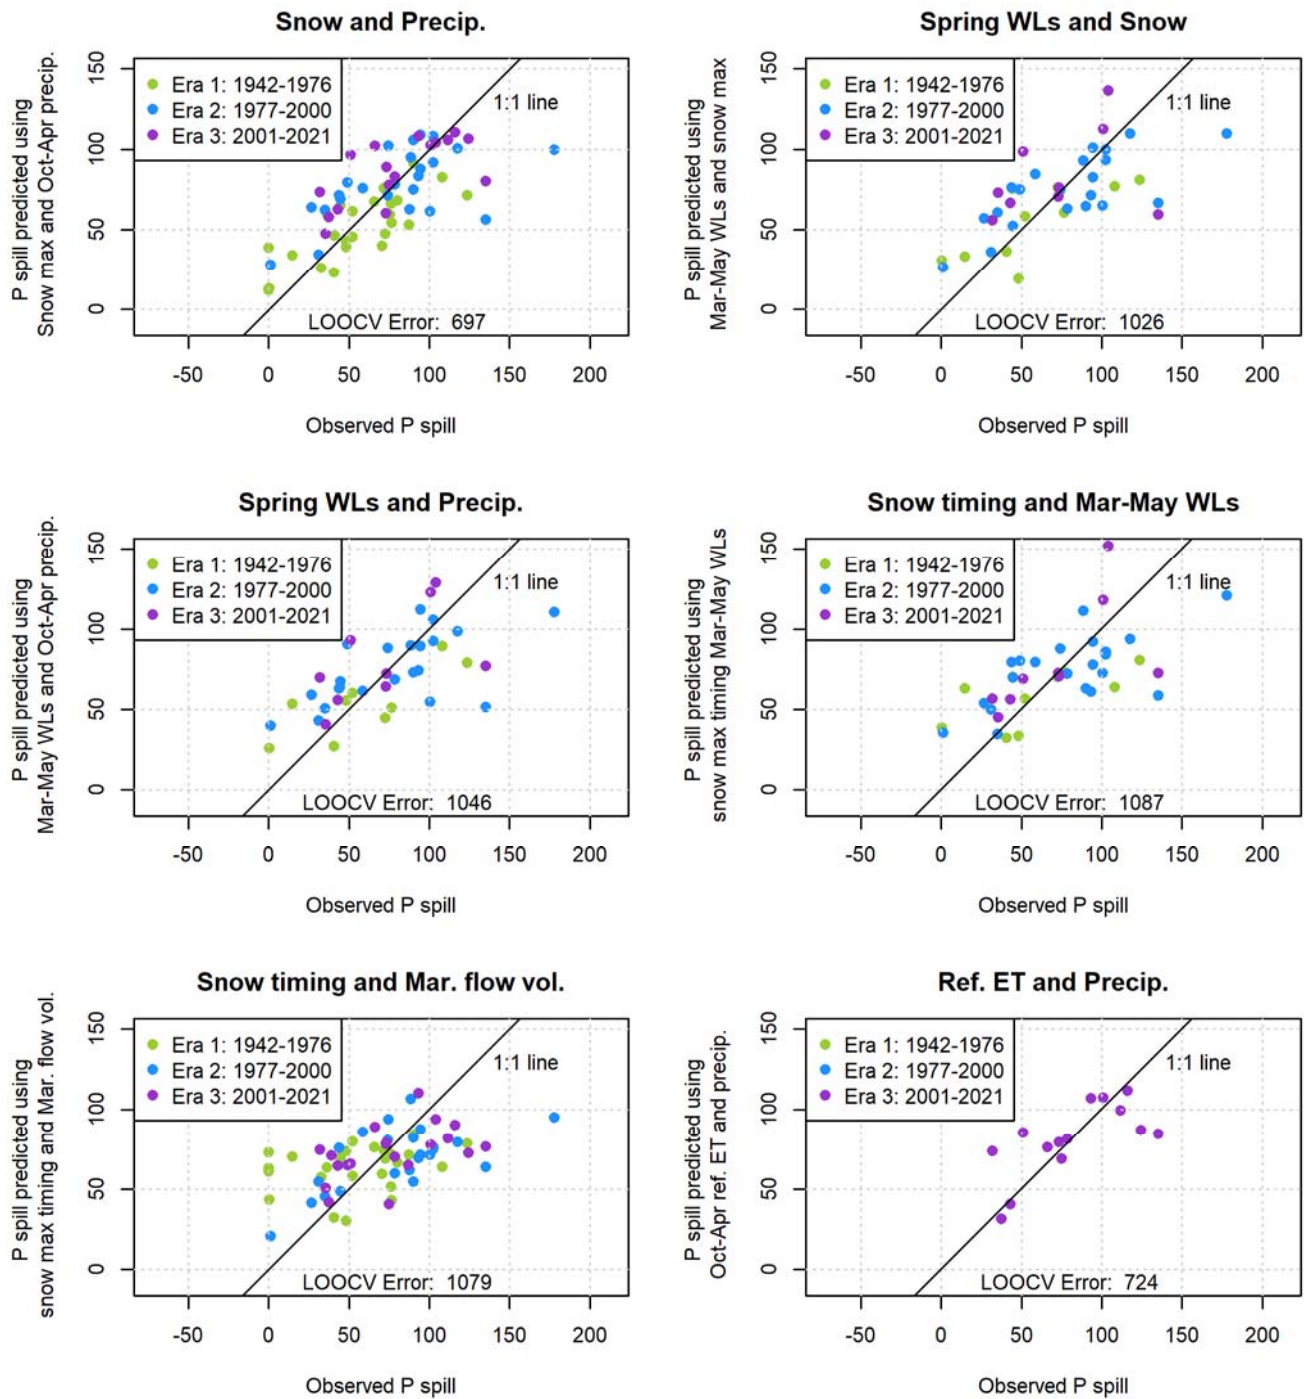 Snow and Precip.
P spill predicted using
Snow max and Oct-Apr precip.
150
100
50
0
Era 1: 1942-1976
Era 2: 1977-2000
Era 3: 2001-2021
1:1 line
LOOCV Error: 697
-50 0 50 100 150 200
Observed P spill
Spring WLs and Snow
P spill predicted using
Mar-May WLs and snow max
150
100
50
0
Era 1: 1942-1976
Era 2: 1977-2000
Era 3: 2001-2021
1:1 line
LOOCV Error: 1026
-50 0 50 100 150 200
Observed P spill
Spring WLs and Precip.
P spill predicted using
Mar-May WLs and Oct-Apr precip.
150
100
50
0
Era 1: 1942-1976
Era 2: 1977-2000
Era 3: 2001-2021
1:1 line
LOOCV Error: 1046
-50 0 50 100 150 200
Observed P spill
Snow timing and Mar-May WLs
P spill predicted using
snow max timing Mar-May WLs
150
100
50
0
Era 1: 1942-1976
Era 2: 1977-2000
Era 3: 2001-2021
1:1 line
LOOCV Error: 1087
-50 0 50 100 150 200
Observed P spill
Snow timing and Mar. flow vol.
P spill predicted using
snow max timing and Mar. flow vol.
150
100
50
0
Era 1: 1942-1976
Era 2: 1977-2000
Era 3: 2001-2021
1:1 line
LOOCV Error: 1079
-50 0 50 100 150 200
Observed P spill
Ref. ET and Precip.
P spill predicted using
Oct-Apr ref. ET and precip.
150
100
50
0
Era 1: 1942-1976
Era 2: 1977-2000
Era 3: 2001-2021
1:1 line
LOOCV Error: 724
-50 0 50 100 150 200
Observed P spill